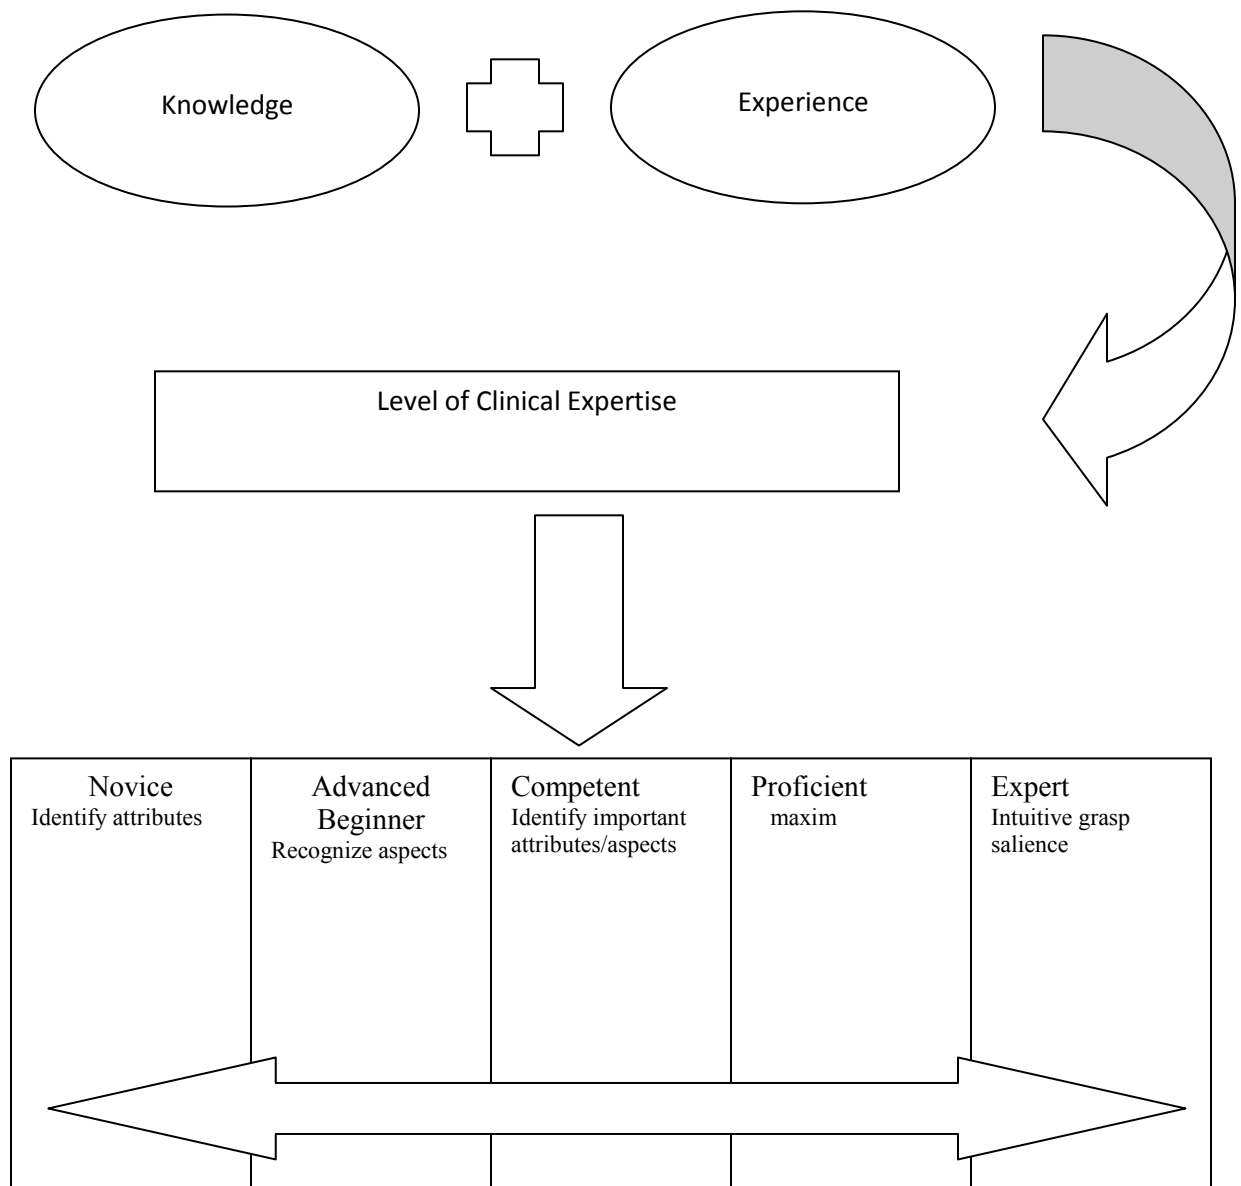 Knowledge
Experience
Level of Clinical Expertise
Novice
Identify attributes
Advanced
Beginner
Recognize aspects
Competent
Identify important
attributes/aspects
Proficient
maxim
Expert
Intuitive grasp
salience